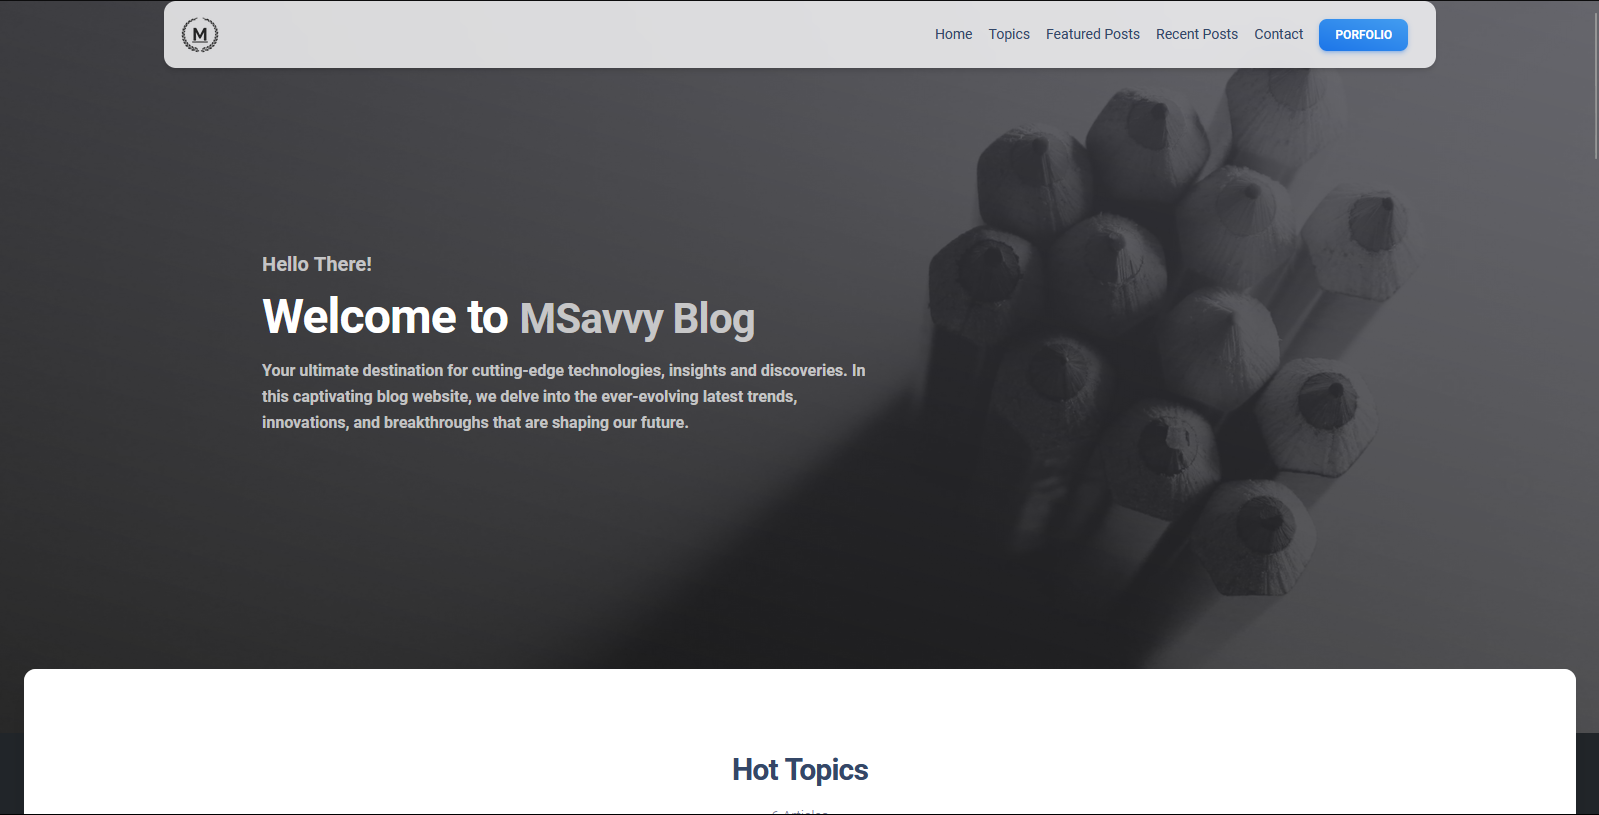 M
Home Topics Featured Posts Recent Posts Contact PORFOLIO
Hello There!
Welcome to MSavvy Blog
Your ultimate destination for cutting-edge technologies, insights and discoveries. In
this captivating blog website, we delve into the ever-evolving latest trends,
innovations, and breakthroughs that are shaping our future.
Hot Topics
6 Articles